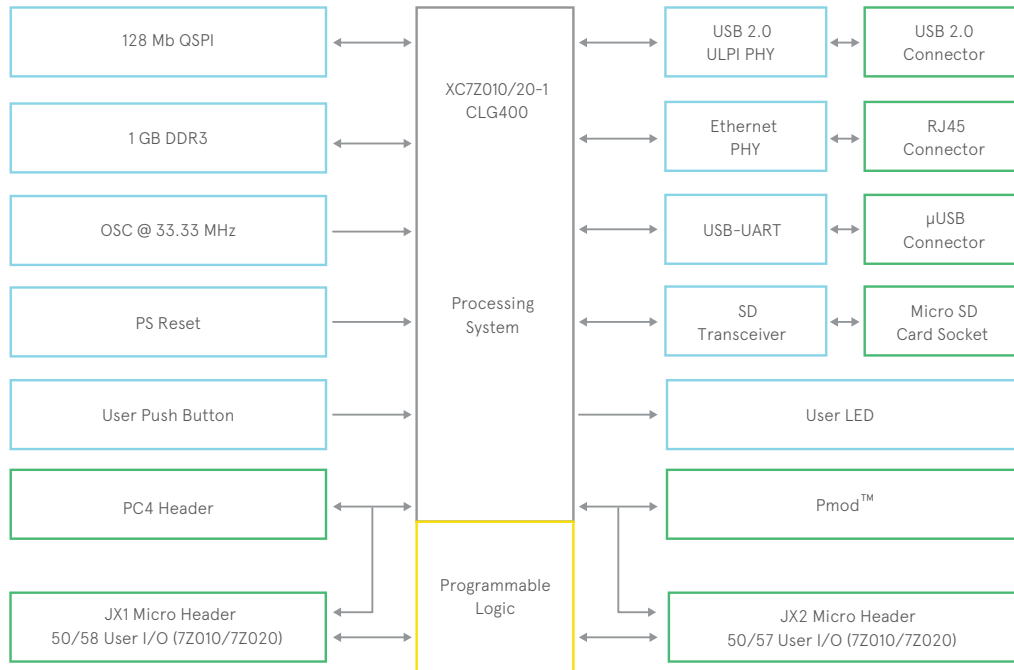 128 Mb QSPI
1 GB DDR3
OSC @ 33.33 MHz
PS Reset
User Push Button
PC4 Header
JX1 Micro Header
50/58 User I/O (7Z010/7Z020)
XC7Z010/20-1
CLG400
Processing
System
Programmable
Logic
USB 2.0
ULPI PHY
USB 2.0
Connector
Ethernet
PHY
RJ45
Connector
USB-UART
µUSB
Connector
SD
Transceiver
Micro SD
Card Socket
User LED
Pmod™
JX2 Micro Header
50/57 User I/O (7Z010/7Z020)